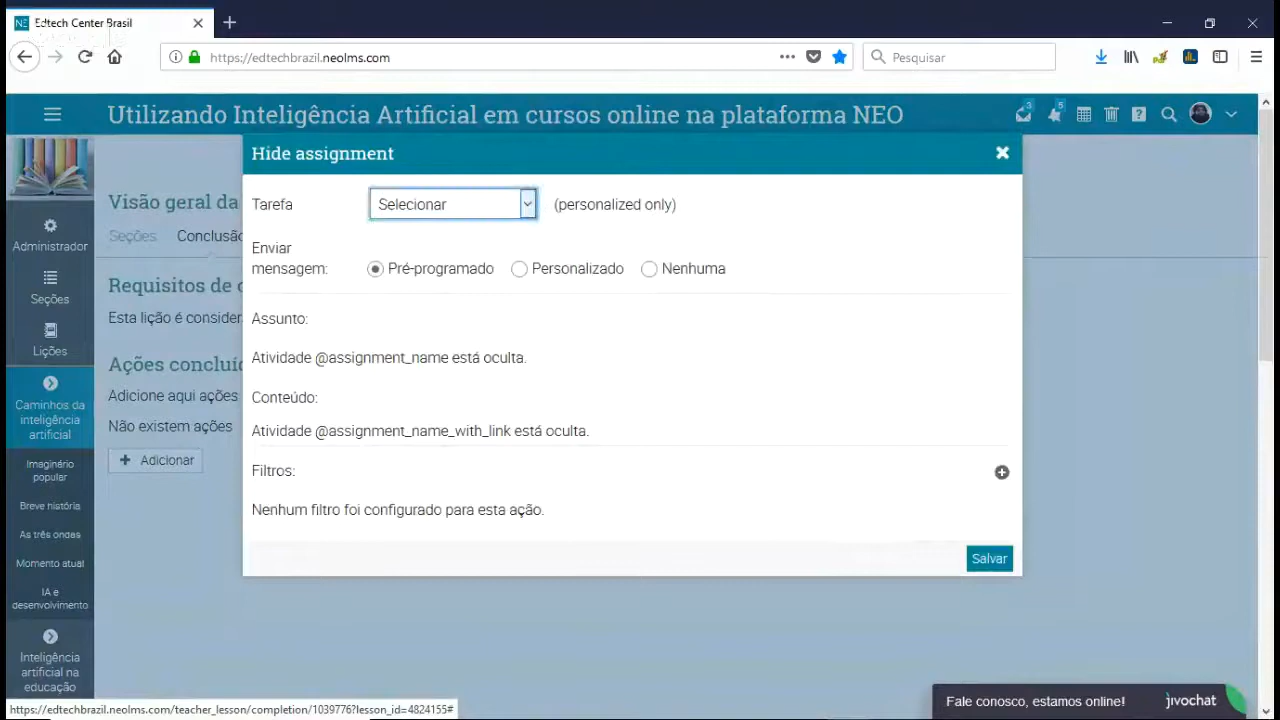 Edtech Center Brasil
https://edtechbrazil.neolms.com
Pesquisar
Utilizando Inteligência Artificial em cursos online na plataforma NEO
3
5
Hide assignment
Visão geral da
Tarefa
Selecionar
(personalized only)
Seções
Conclusão
Administrador
Enviar
mensagem:
Pré-programado
Personalizado
Nenhuma
Requisitos de c
Seções
Esta lição é consider
Assunto:
Lições
Atividade @assignment_name está oculta.
Ações concluíd
Adicione aqui ações
Conteúdo:
Caminhos da
inteligência
artificial
Não existem ações
Atividade @assignment_name_with_link está oculta.
Adicionar
Imaginário
popular
Filtros:
Breve história
Nenhum filtro foi configurado para esta ação.
As três ondas
Momento atual
Salvar
IA e
desenvolvimento
Inteligência
artificial na
educação
Fale conosco, estamos online!
jivochat
https://edtechbrazil.neolms.com/teacher_lesson/completion/1039776?lesson_id=4824155#